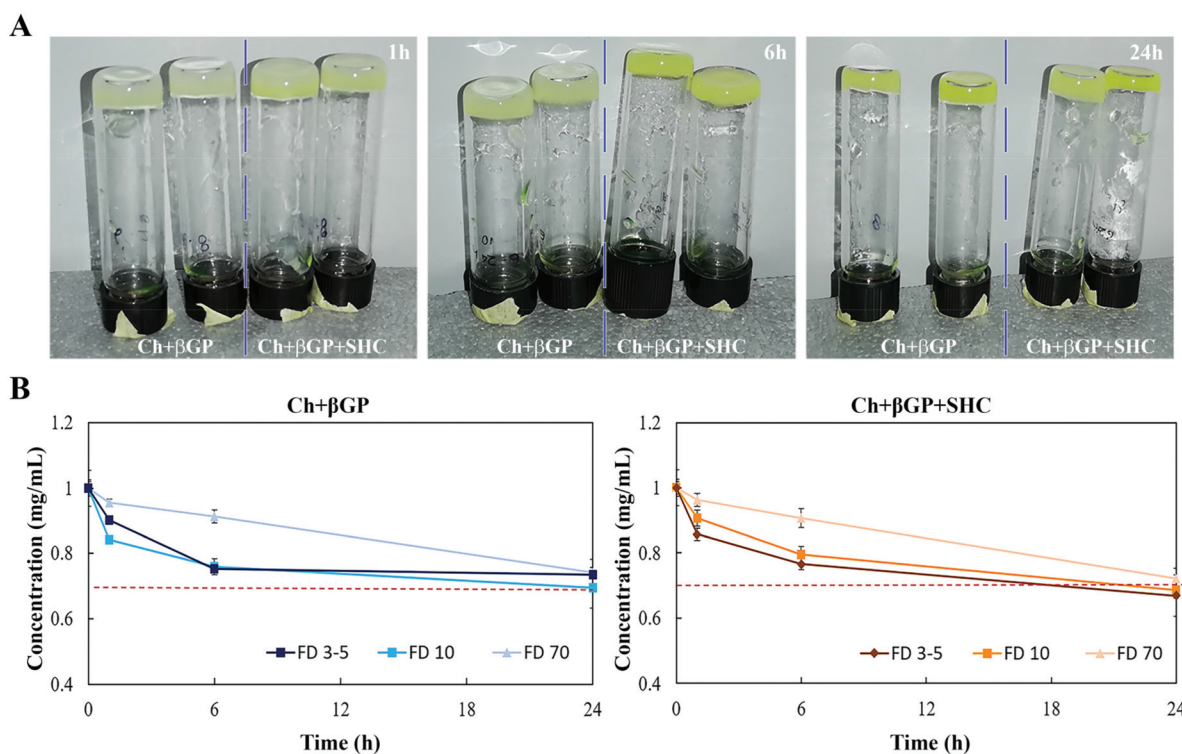 A
1h
6h
24h
Ch+βGP
Ch+βGP+SHC
Ch+βGP
Ch+βGP+SHC
Ch+βGP
Ch+βGP+SHC
B
Ch+βGP
Concentration (mg/mL)
1.2
1
0.8
0.6
0.4
FD 3-5
FD 10
FD 70
0
6
12
18
24
Time (h)
Ch+βGP+SHC
Concentration (mg/mL)
1.2
1
0.8
0.6
0.4
FD 3-5
FD 10
FD 70
0
6
12
18
24
Time (h)